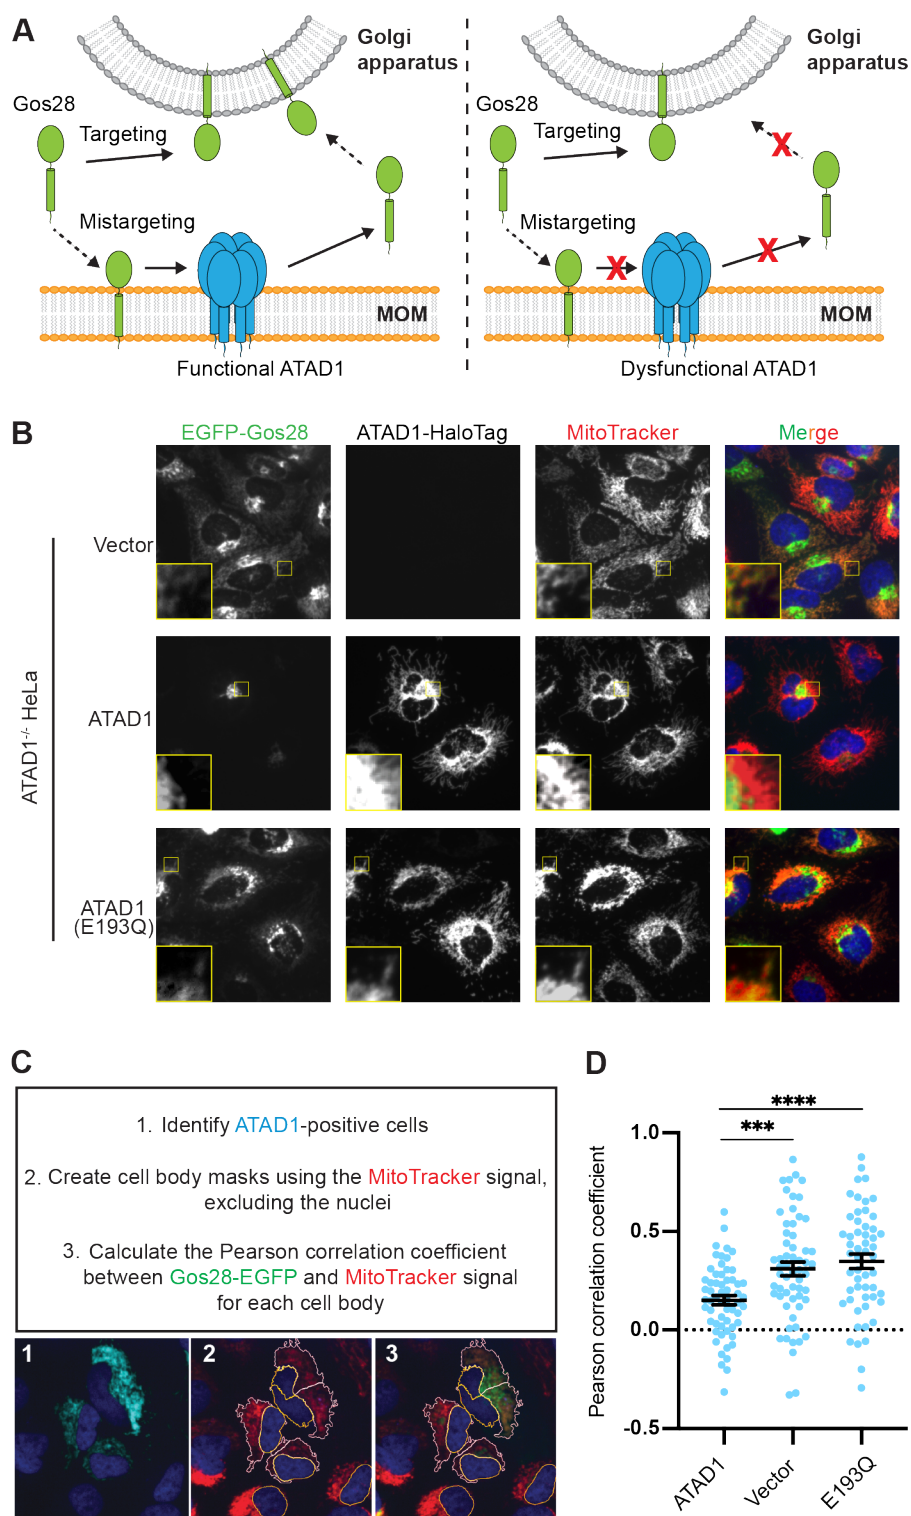 A
Golgi
apparatus
Gos28
Targeting
Mistargeting
MOM
Functional ATAD1
Golgi
apparatus
Gos28
Targeting
X
Mistargeting
X
X
MOM
Dysfunctional ATAD1
B
EGFP-Gos28
ATAD1-HaloTag
MitoTracker
Merge
ATAD1-/- HeLa
Vector
ATAD1
ATAD1
(E193Q)
C
1. Identify ATAD1-positive cells
2. Create cell body masks using the MitoTracker signal,
excluding the nuclei
3. Calculate the Pearson correlation coefficient
between Gos28-EGFP and MitoTracker signal
for each cell body
1
2
3
D
****
***
Pearson correlation coefficient
1.0
0.5
0.0
-0.5
ATAD1
Vector
E193Q